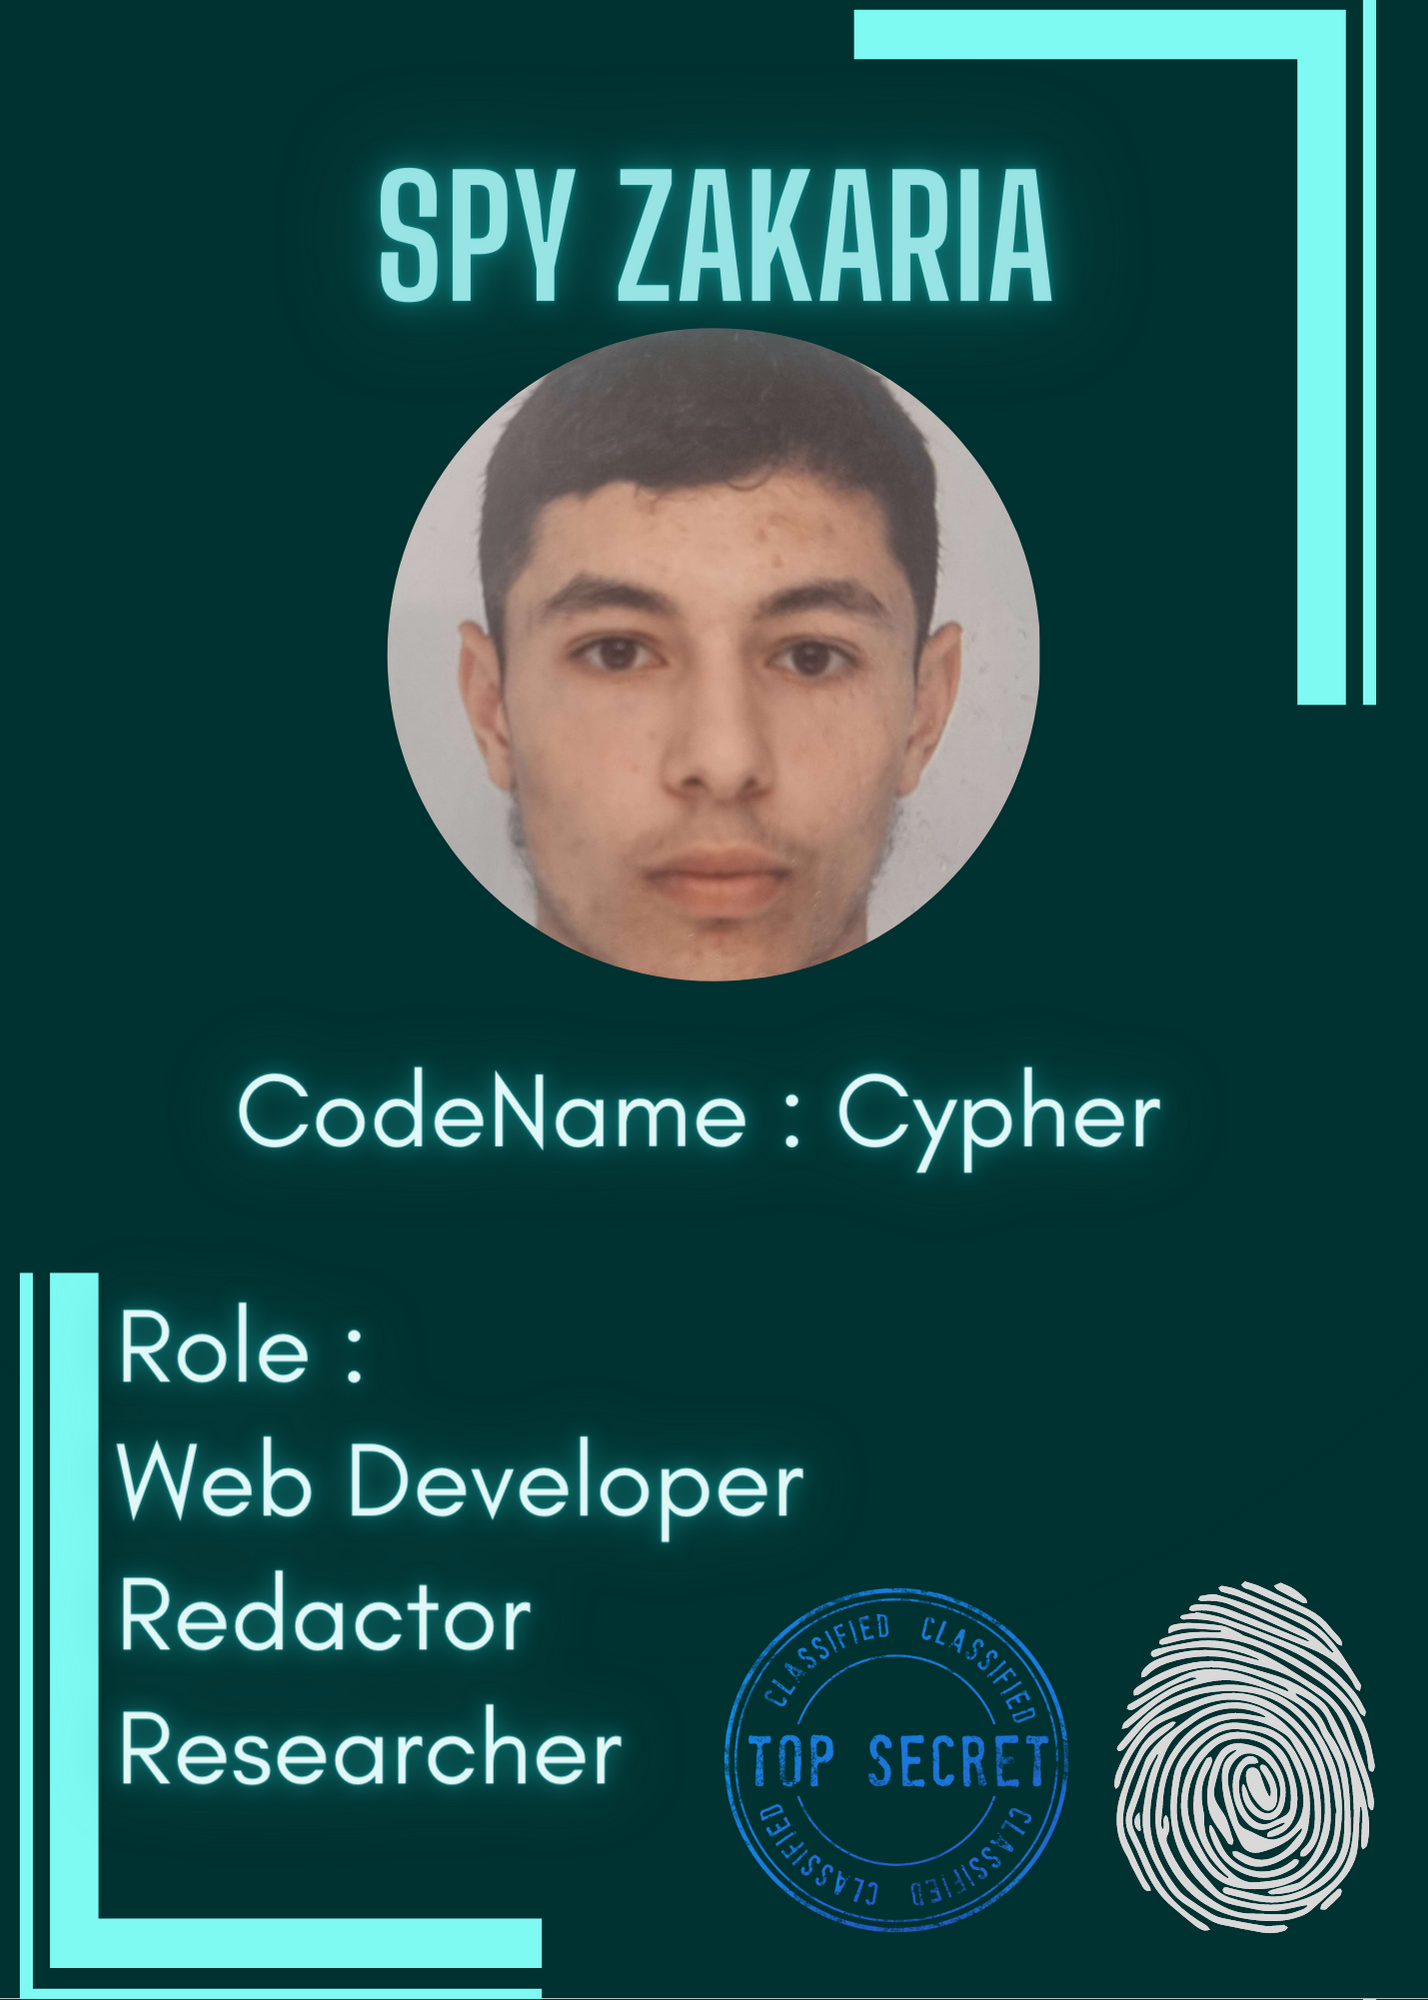 SPY ZAKARIA
CodeName : Cypher
Role :
Web Developer
Redactor
Researcher
CLASSIFIED CLASSIFIED
TOP SECRET
CLASSIFIED CLASSIFIED